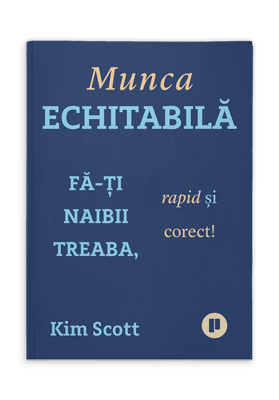 Munca
ECHITABILĂ
FĂ-ȚI
NAIBII
TREABA,
rapid și
corect!
Kim Scott